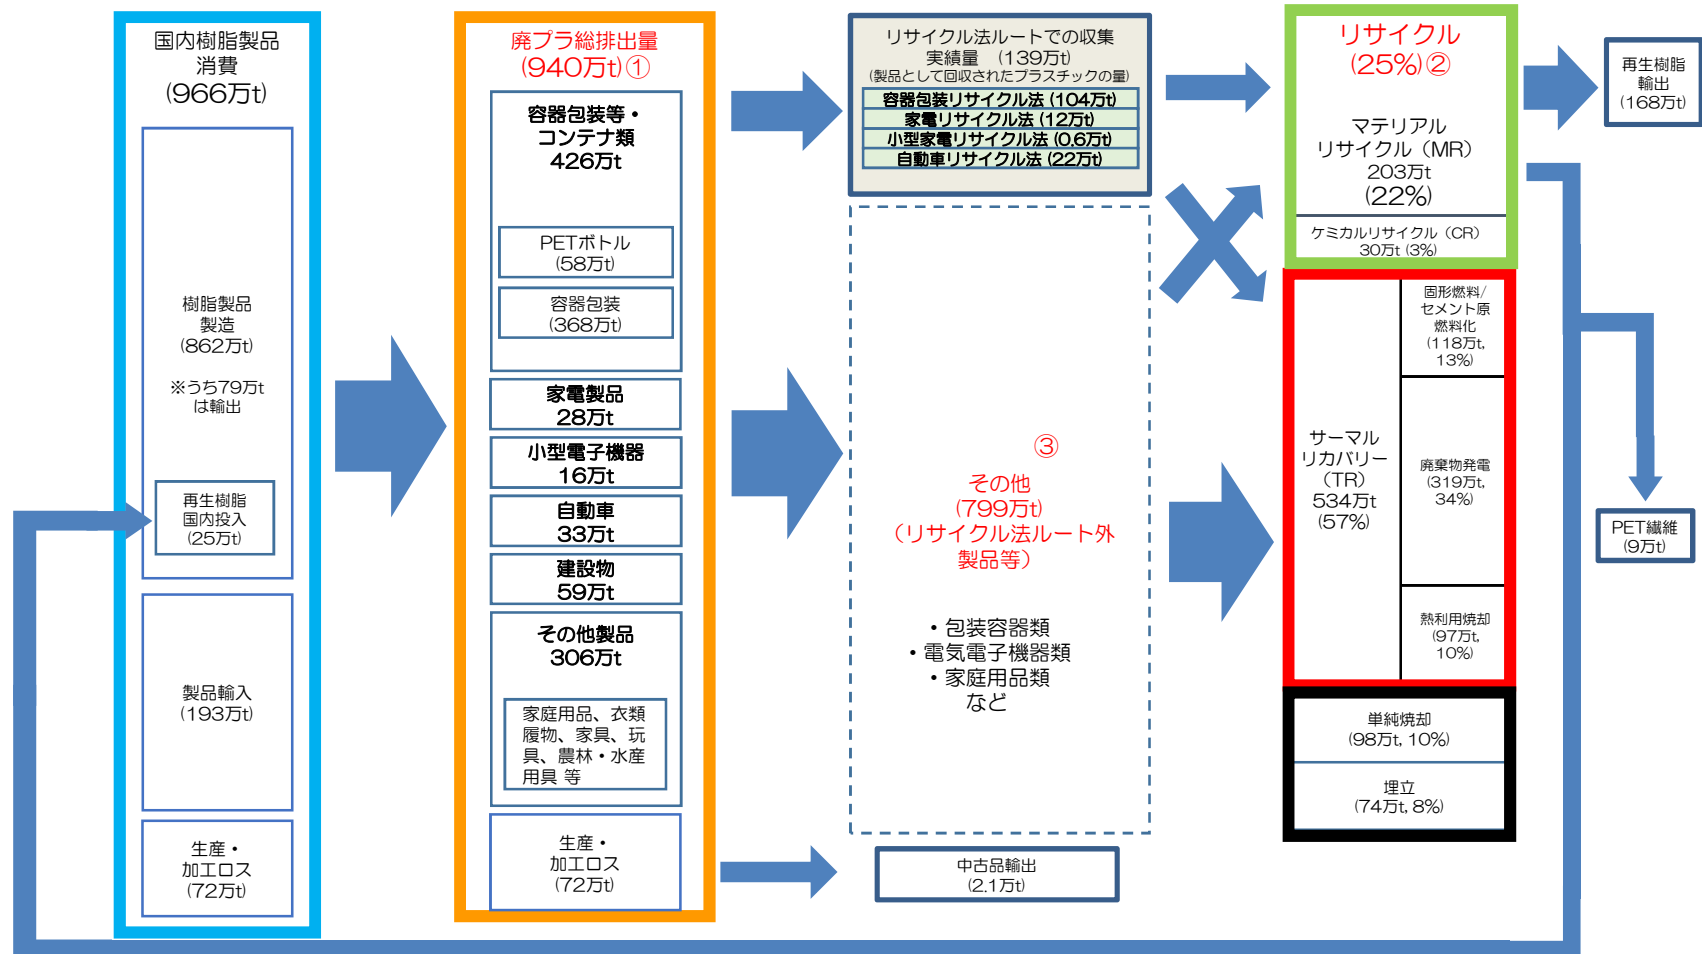 国内樹脂製品
消費
(966万t)
樹脂製品
製造
(862万t)
※うち79万t
は輸出
再生樹脂
国内投入
(25万t)
製品輸入
(193万t)
生産・
加工ロス
(72万t)
廃プラ総排出量
(940万t)①
容器包装等・
コンテナ類
426万t
PETボトル
(58万t)
容器包装
(368万t)
家電製品
28万t
小型電子機器
16万t
自動車
33万t
建設物
59万t
その他製品
306万t
家庭用品、衣類
履物、家具、玩
具、農林・水産
用具 等
生産・
加工ロス
(72万t)
リサイクル法ルートでの収集
実績量 (139万t)
(製品として回収されたプラスチックの量)
容器包装リサイクル法 (104万t)
家電リサイクル法 (12万t)
小型家電リサイクル法 (0.6万t)
自動車リサイクル法 (22万t)
③
その他
(799万t)
（リサイクル法ルート外
製品等）
・包装容器類
・電気電子機器類
・家庭用品類
など
中古品輸出
(2.1万t)
リサイクル
(25%)②
マテリアル
リサイクル（MR）
203万t
(22%)
ケミカルリサイクル（CR）
30万t (3%)
サーマル
リカバリー
（TR）
534万t
(57%)
固形燃料/
セメント原
燃料化
(118万t,
13%)
廃棄物発電
(319万t,
34%)
熱利用焼却
(97万t,
10%)
単純焼却
(98万t, 10%)
埋立
(74万t, 8%)
再生樹脂
輸出
(168万t)
PET繊維
(9万t)